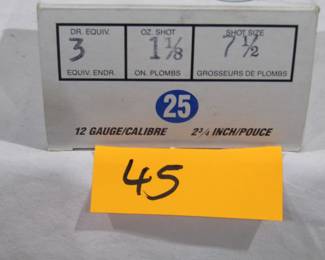 DR. EQUIV. OZ. SHOT SHOT SIZE
3 1 1/8 7 1/2
EQUIV. ENDR. ON. PLOMBS GROSSEURS DE PLOMBS
25
12 GAUGE/CALIBRE 2 3/4 INCH/POUCE
45